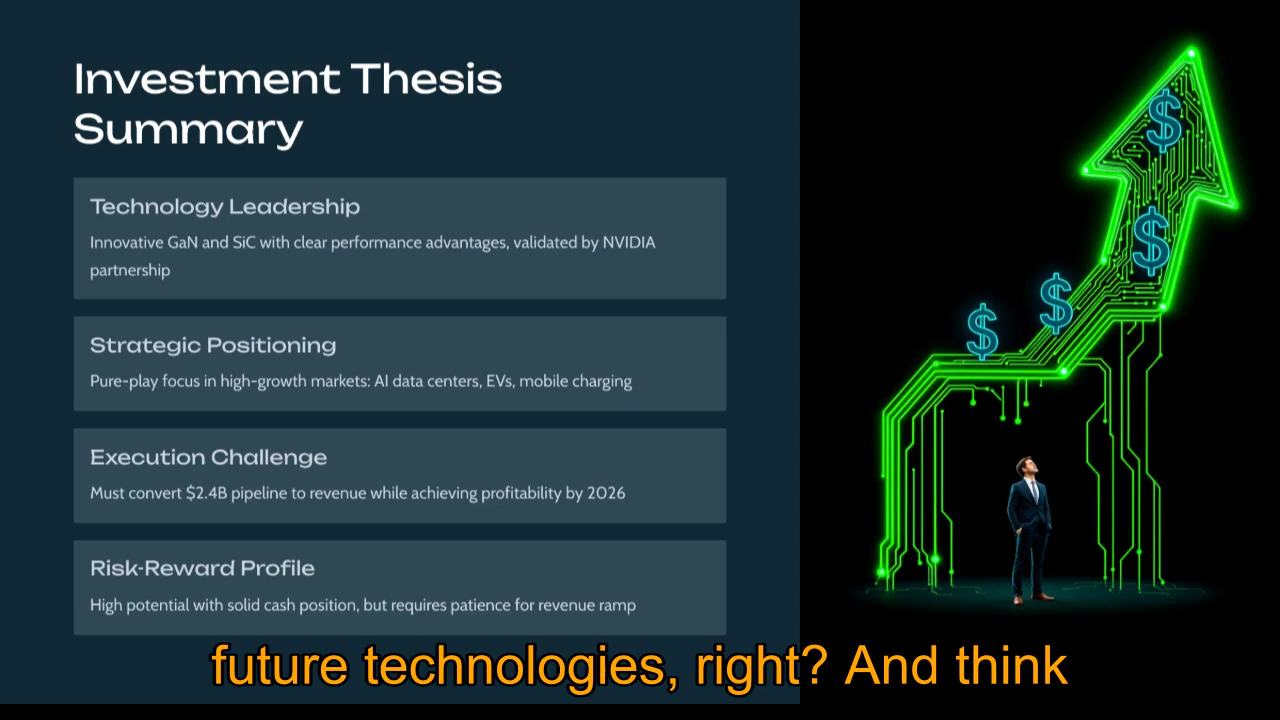 Investment Thesis
Summary
Technology Leadership
Innovative GaN and SiC with clear performance advantages, validated by NVIDIA
partnership
Strategic Positioning
Pure-play focus in high-growth markets: AI data centers, EVs, mobile charging
Execution Challenge
Must convert $2.4B pipeline to revenue while achieving profitability by 2026
Risk-Reward Profile
High potential with solid cash position, but requires patience for revenue ramp
$
$
$
$
future technologies, right? And think